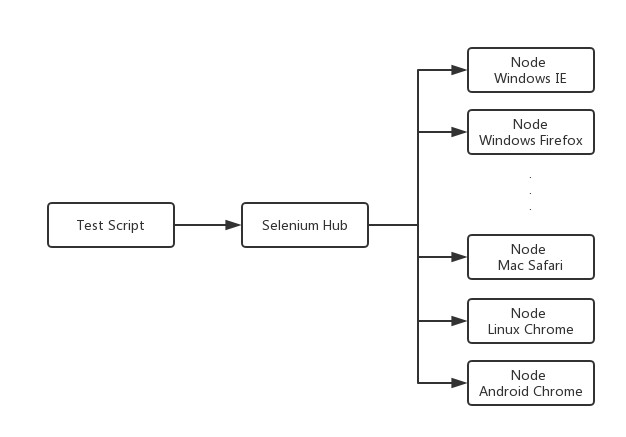 Test Script
Selenium Hub
Node
Windows IE
Node
Windows Firefox
.
.
.
Node
Mac Safari
Node
Linux Chrome
Node
Android Chrome